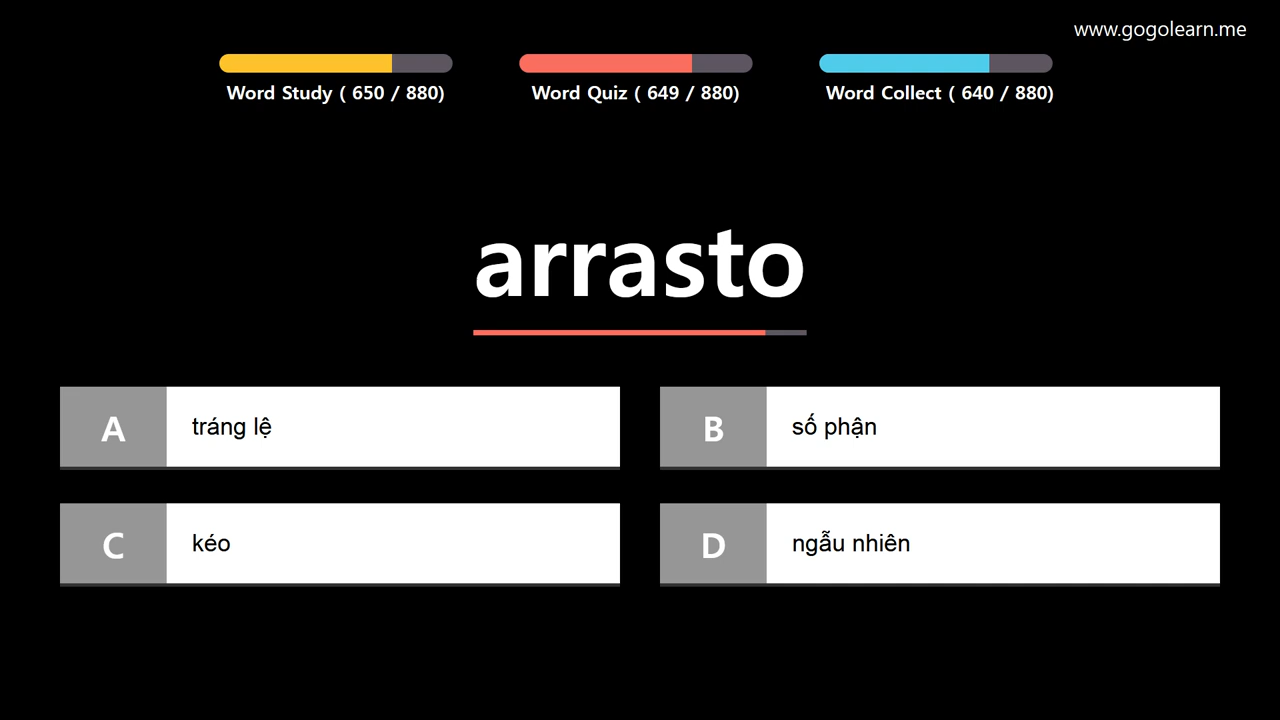 www.gogolearn.me
Word Study ( 650 / 880)
Word Quiz ( 649 / 880)
Word Collect ( 640 / 880)
arrasto
A tráng lệ
B số phận
C kéo
D ngẫu nhiên